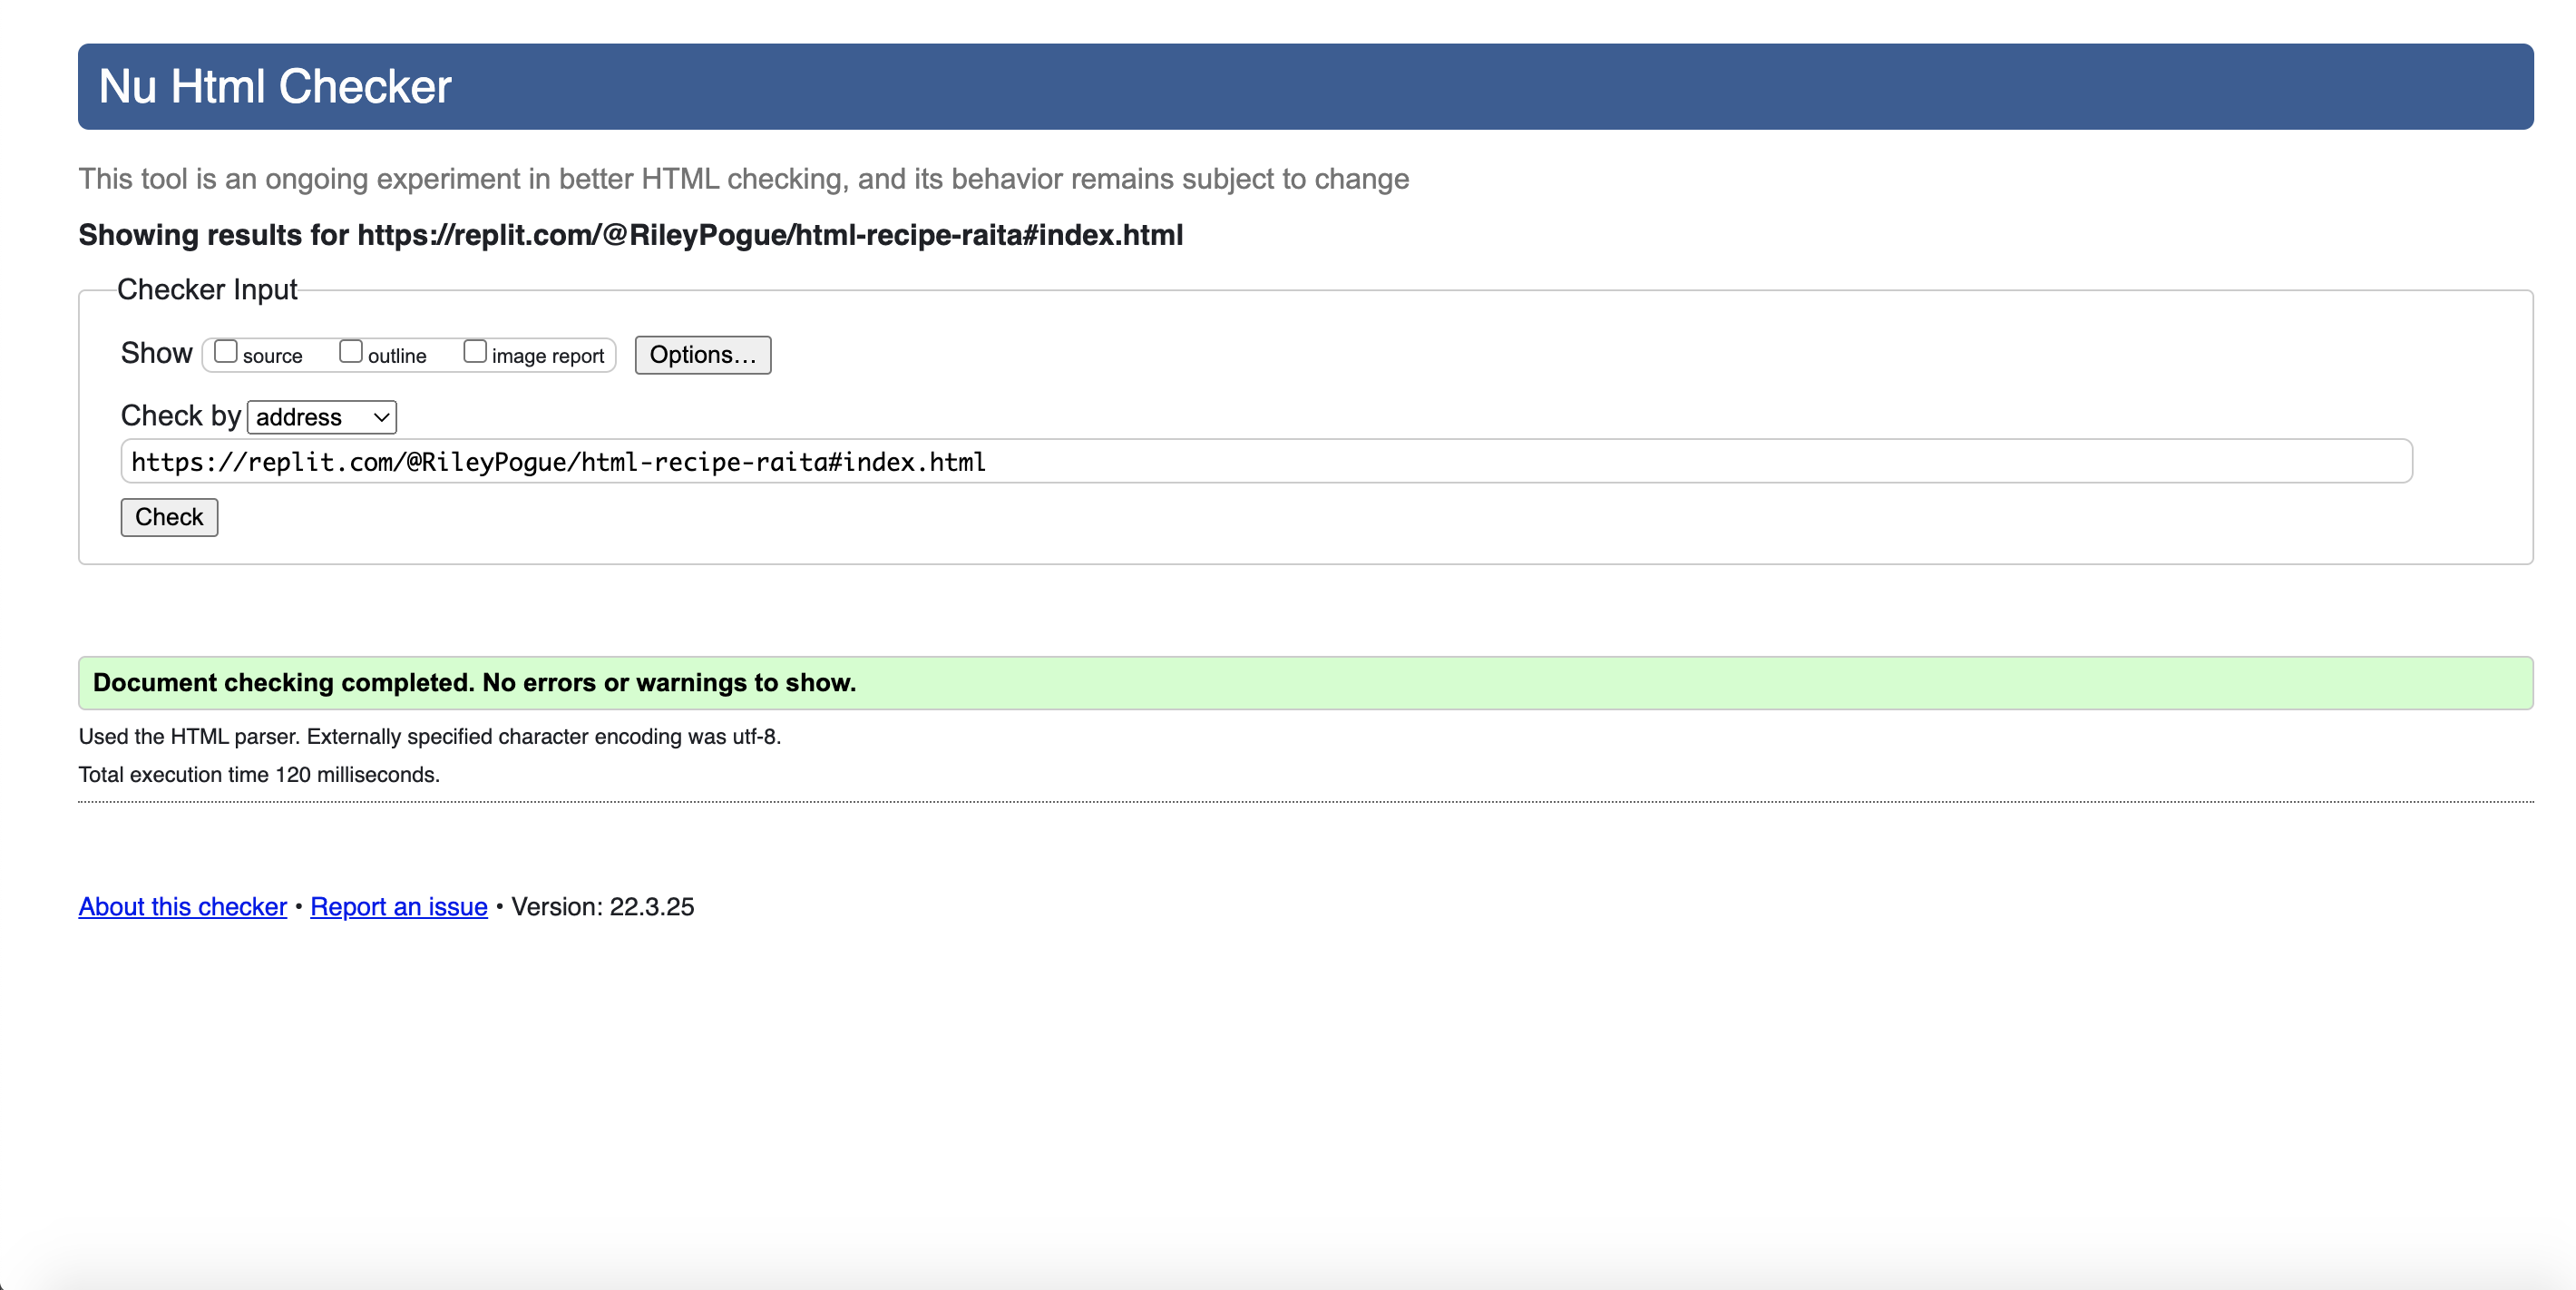 Nu Html Checker
This tool is an ongoing experiment in better HTML checking, and its behavior remains subject to change
Showing results for https://replit.com/@RileyPogue/html-recipe-raita#index.html
Checker Input
Show source outline image report Options…
Check by address
https://replit.com/@RileyPogue/html-recipe-raita#index.html
Check
Document checking completed. No errors or warnings to show.
Used the HTML parser. Externally specified character encoding was utf-8.
Total execution time 120 milliseconds.
About this checker • Report an issue • Version: 22.3.25